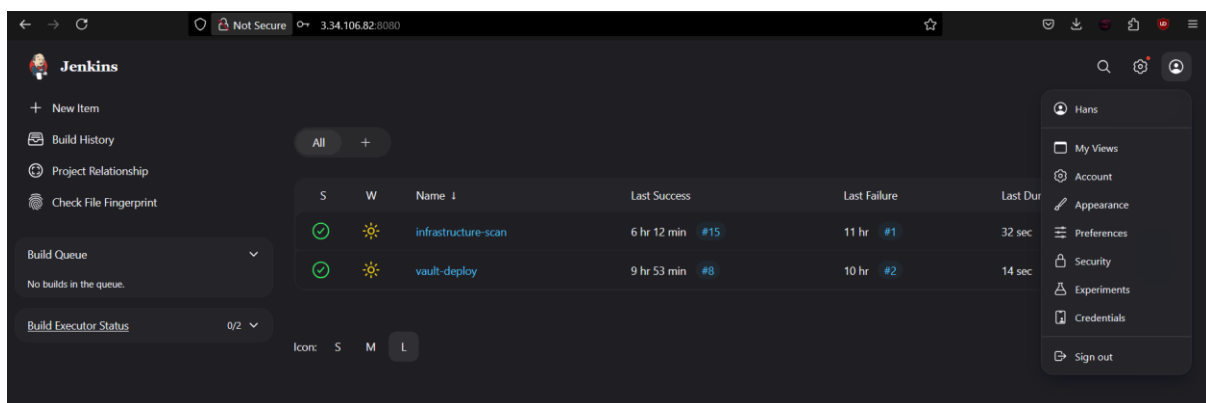 Not Secure 3.34.106.82:8080
Jenkins
New Item
Build History
Project Relationship
Check File Fingerprint
Build Queue
No builds in the queue.
Build Executor Status 0/2
All +
S W Name ↓ Last Success Last Failure Last Dur
infrastructure-scan 6 hr 12 min #15 11 hr #1 32 sec
vault-deploy 9 hr 53 min #8 10 hr #2 14 sec
Icon: S M L
Hans
My Views
Account
Appearance
Preferences
Security
Experiments
Credentials
Sign out